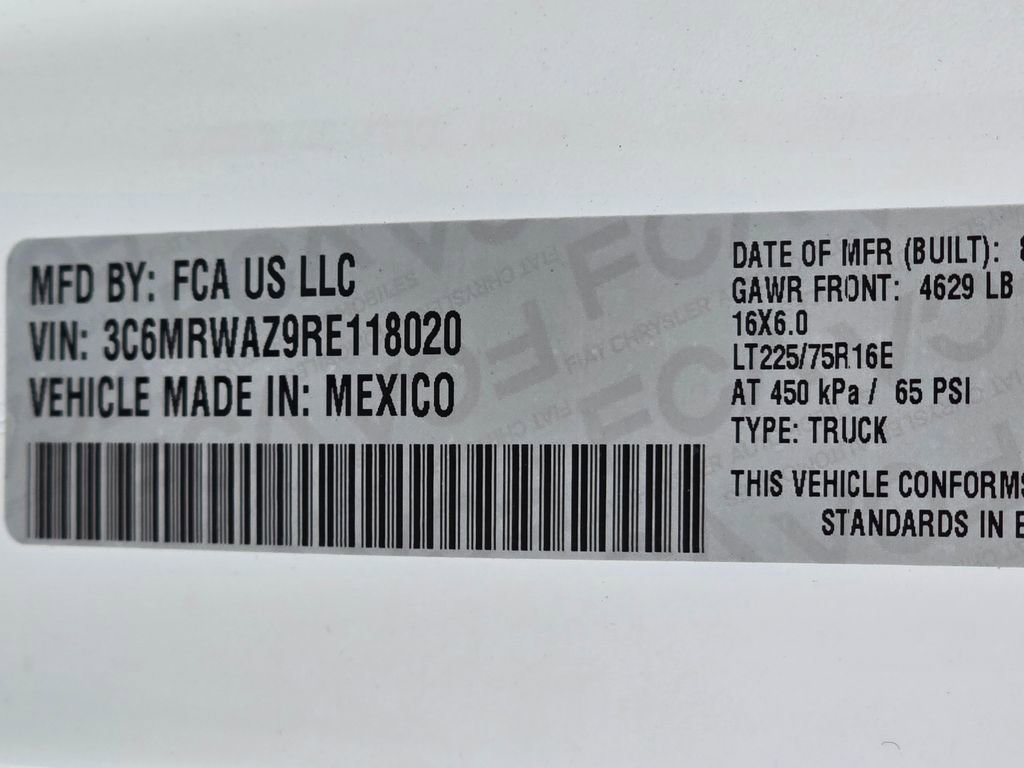 MFD BY: FCA US LLC
VIN: 3C6MRWAZ9RE118020
VEHICLE MADE IN: MEXICO
DATE OF MFR (BUILT):
GAWR FRONT: 4629 LB
16X6.0
LT225/75R16E
AT 450 kPa / 65 PSI
TYPE: TRUCK
THIS VEHICLE CONFORMS
STANDARDS IN